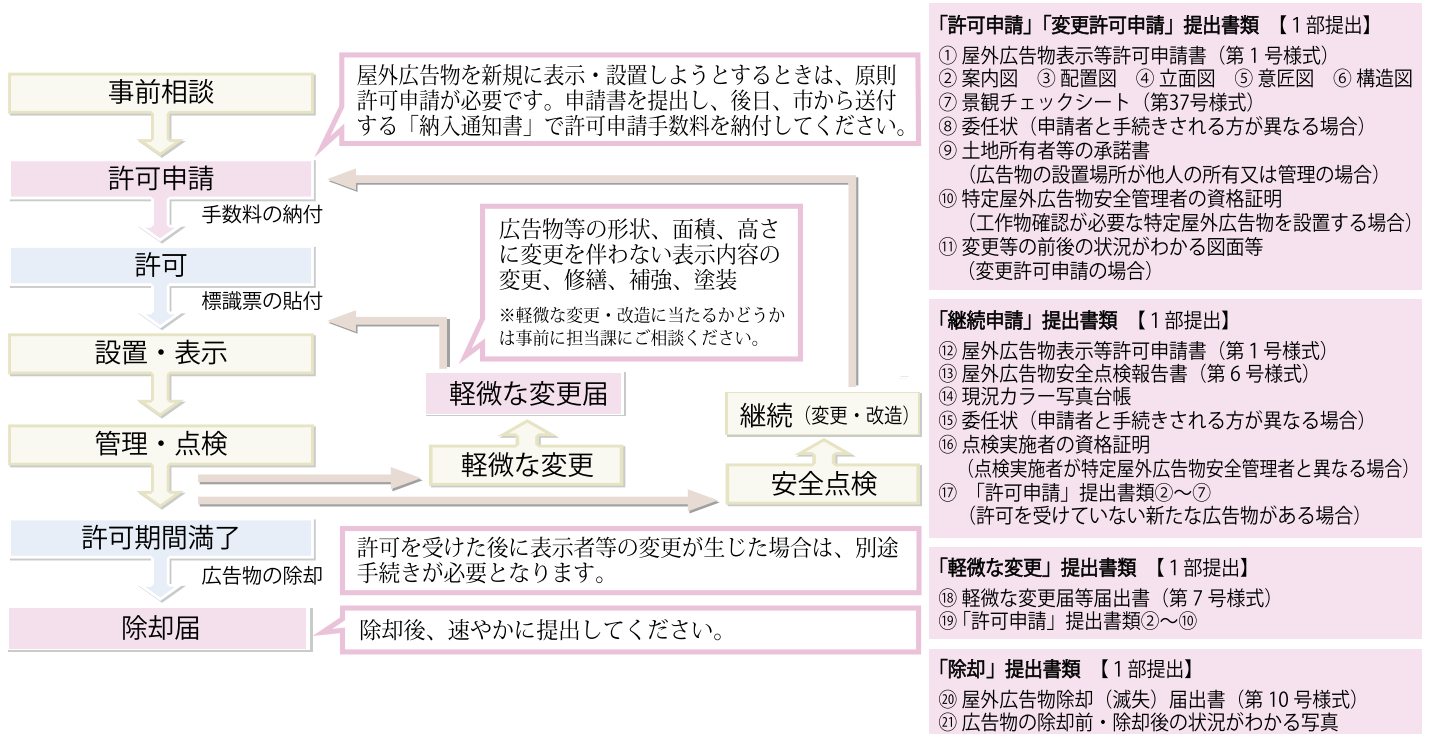 事前相談
屋外広告物を新規に表示・設置しようとするときは、原則
許可申請が必要です。申請書を提出し、後日、市から送付
する「納入通知書」で許可申請手数料を納付してください。
許可申請
手数料の納付
許可
標識票の貼付
広告物等の形状、面積、高さ
に変更を伴わない表示内容の
変更、修繕、補強、塗装
※軽微な変更・改造に当たるかどうか
は事前に担当課にご相談ください。
設置・表示
軽微な変更届
継続（変更・改造）
管理・点検
軽微な変更
安全点検
許可期間満了
広告物の除却
許可を受けた後に表示者等の変更が生じた場合は、別途
手続きが必要となります。
除却届
除却後、速やかに提出してください。
「許可申請」「変更許可申請」提出書類 【１部提出】
① 屋外広告物表示等許可申請書（第１号様式）
② 案内図 ③ 配置図 ④ 立面図 ⑤ 意匠図 ⑥ 構造図
⑦ 景観チェックシート（第37号様式）
⑧ 委任状（申請者と手続きされる方が異なる場合）
⑨ 土地所有者等の承諾書
（広告物の設置場所が他人の所有又は管理の場合）
⑩ 特定屋外広告物安全管理者の資格証明
（工作物確認が必要な特定屋外広告物を設置する場合）
⑪ 変更等の前後の状況がわかる図面等
（変更許可申請の場合）
「継続申請」提出書類 【１部提出】
⑫ 屋外広告物表示等許可申請書（第１号様式）
⑬ 屋外広告物安全点検報告書（第６号様式）
⑭ 現況カラー写真台帳
⑮ 委任状（申請者と手続きされる方が異なる場合）
⑯ 点検実施者の資格証明
（点検実施者が特定屋外広告物安全管理者と異なる場合）
⑰ 「許可申請」提出書類②～⑦
（許可を受けていない新たな広告物がある場合）
「軽微な変更」提出書類 【１部提出】
⑱ 軽微な変更届等届出書（第７号様式）
⑲「許可申請」提出書類②～⑩
「除却」提出書類 【１部提出】
⑳ 屋外広告物除却（滅失）届出書（第10号様式）
㉑ 広告物の除却前・除却後の状況がわかる写真